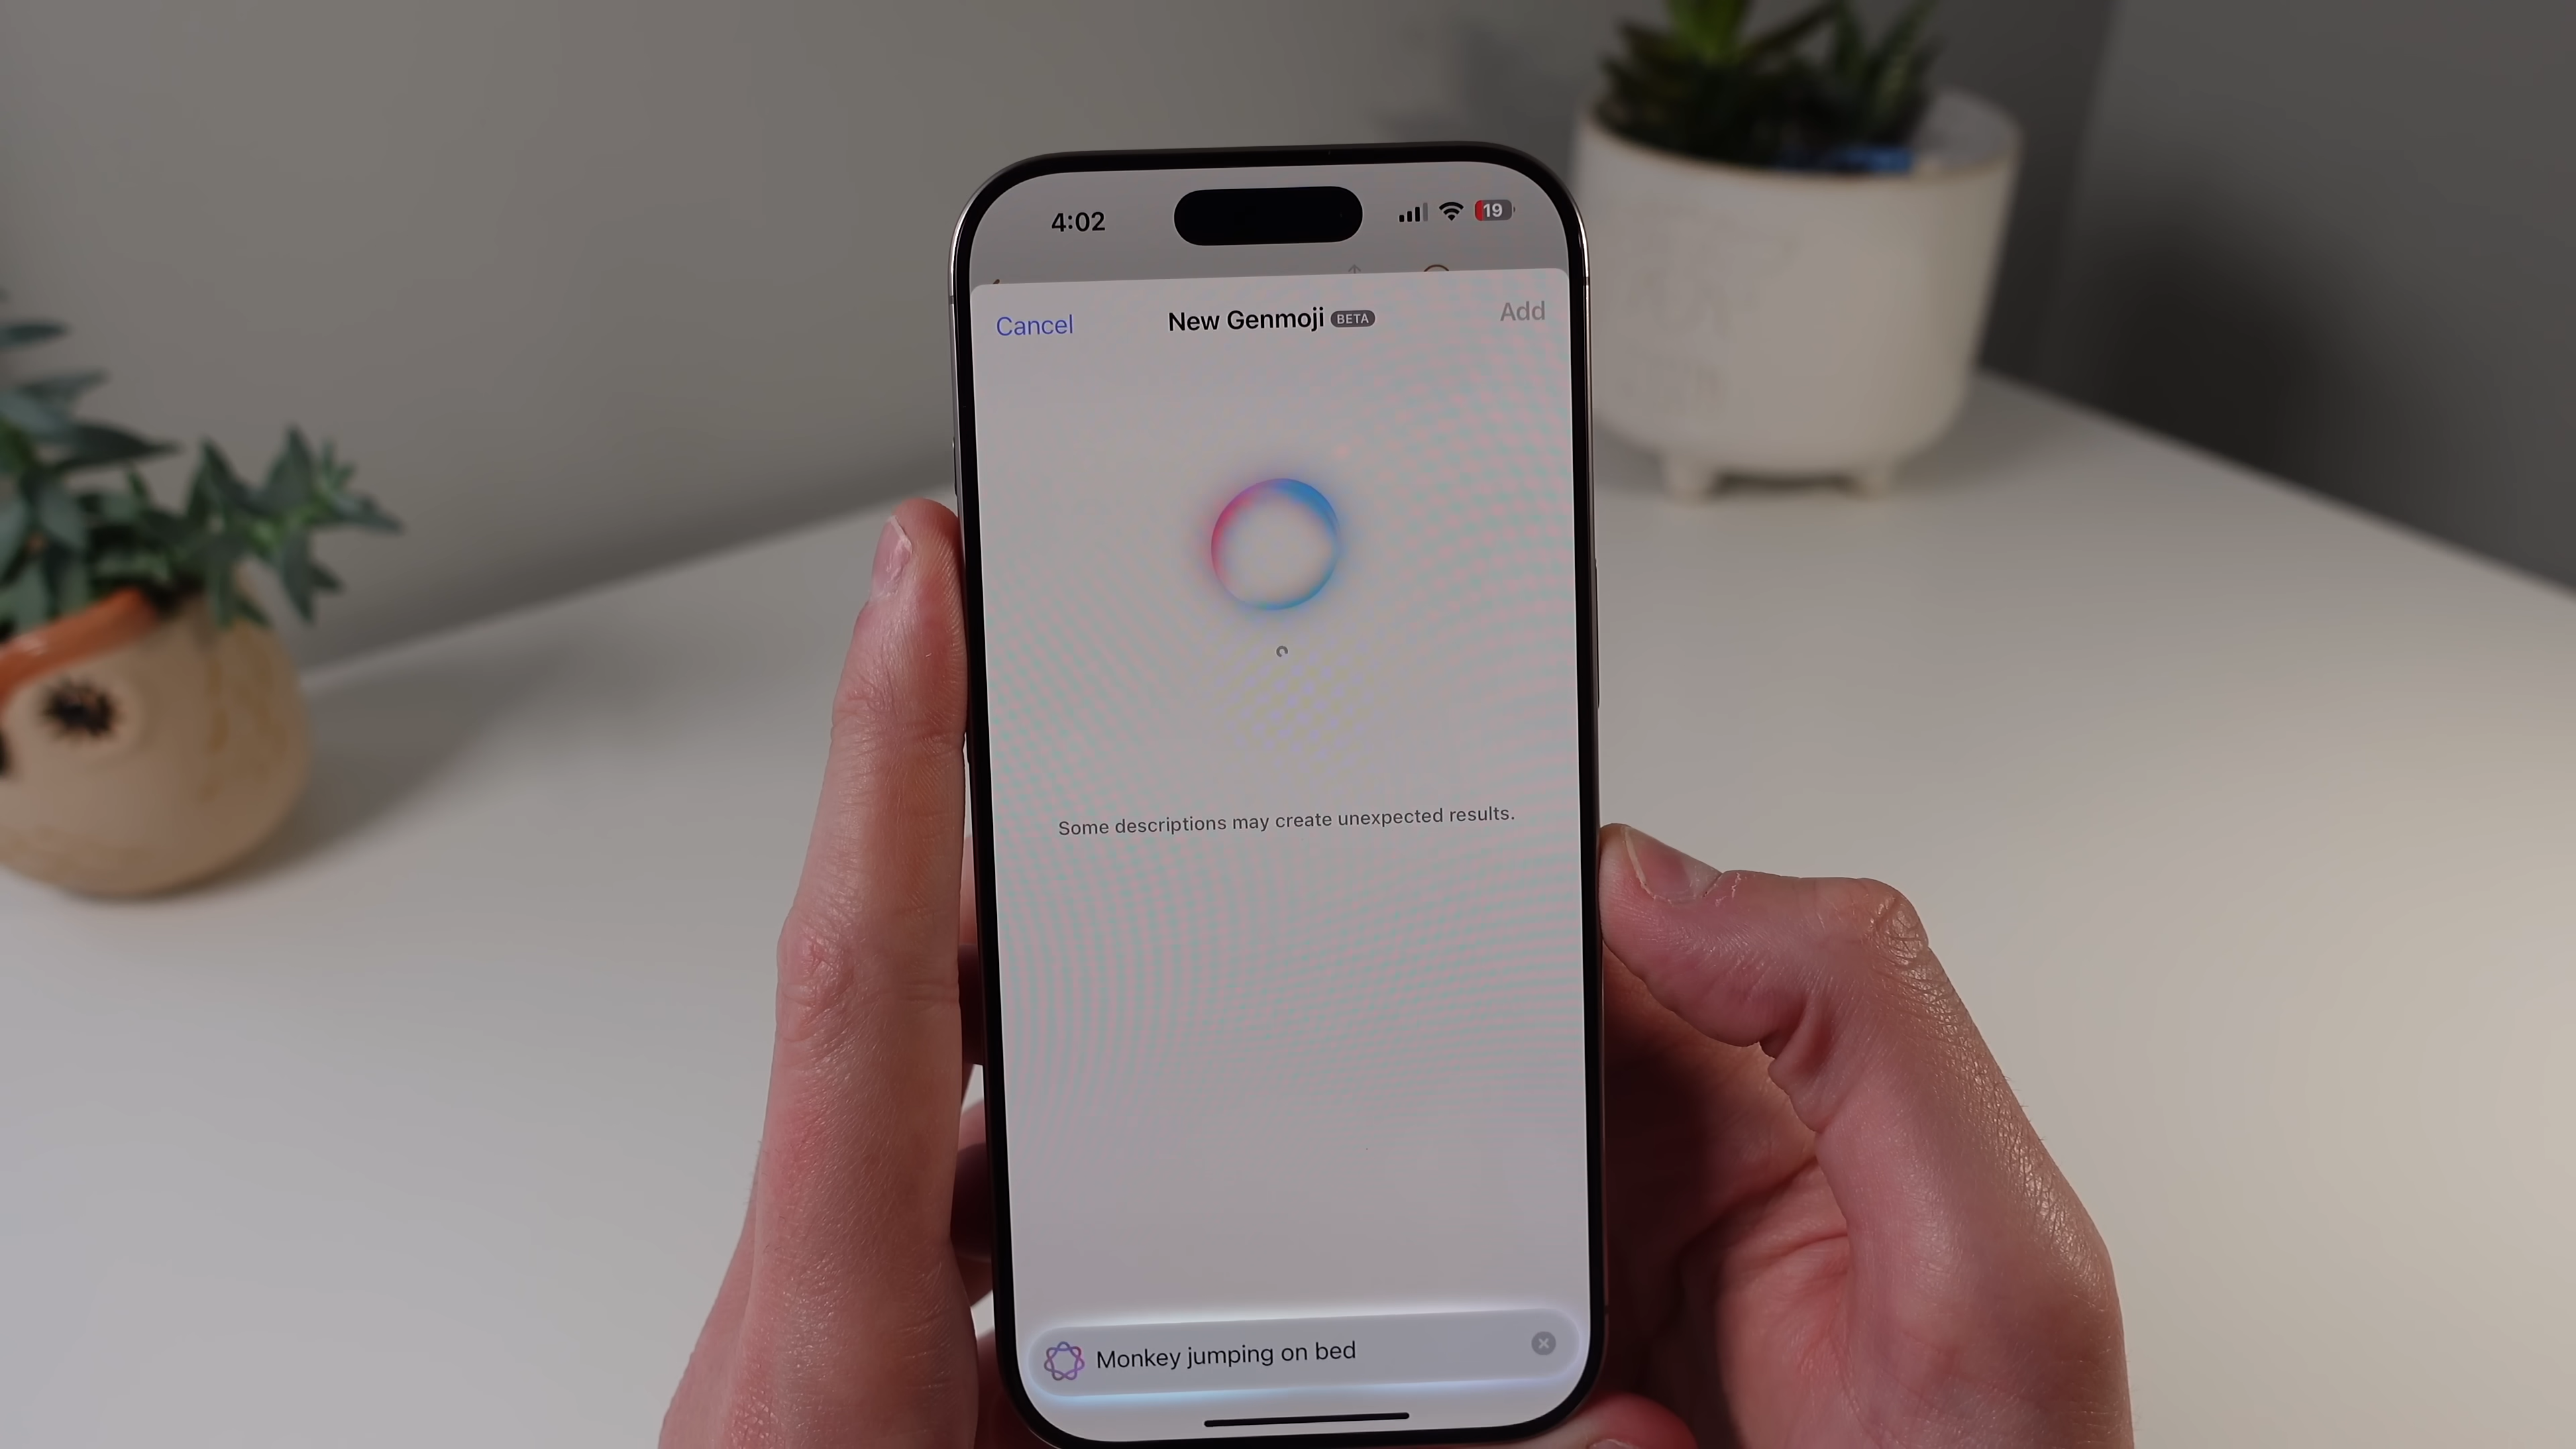 4:02
19
Cancel
New Genmoji BETA
Add
Some descriptions may create unexpected results.
Monkey jumping on bed